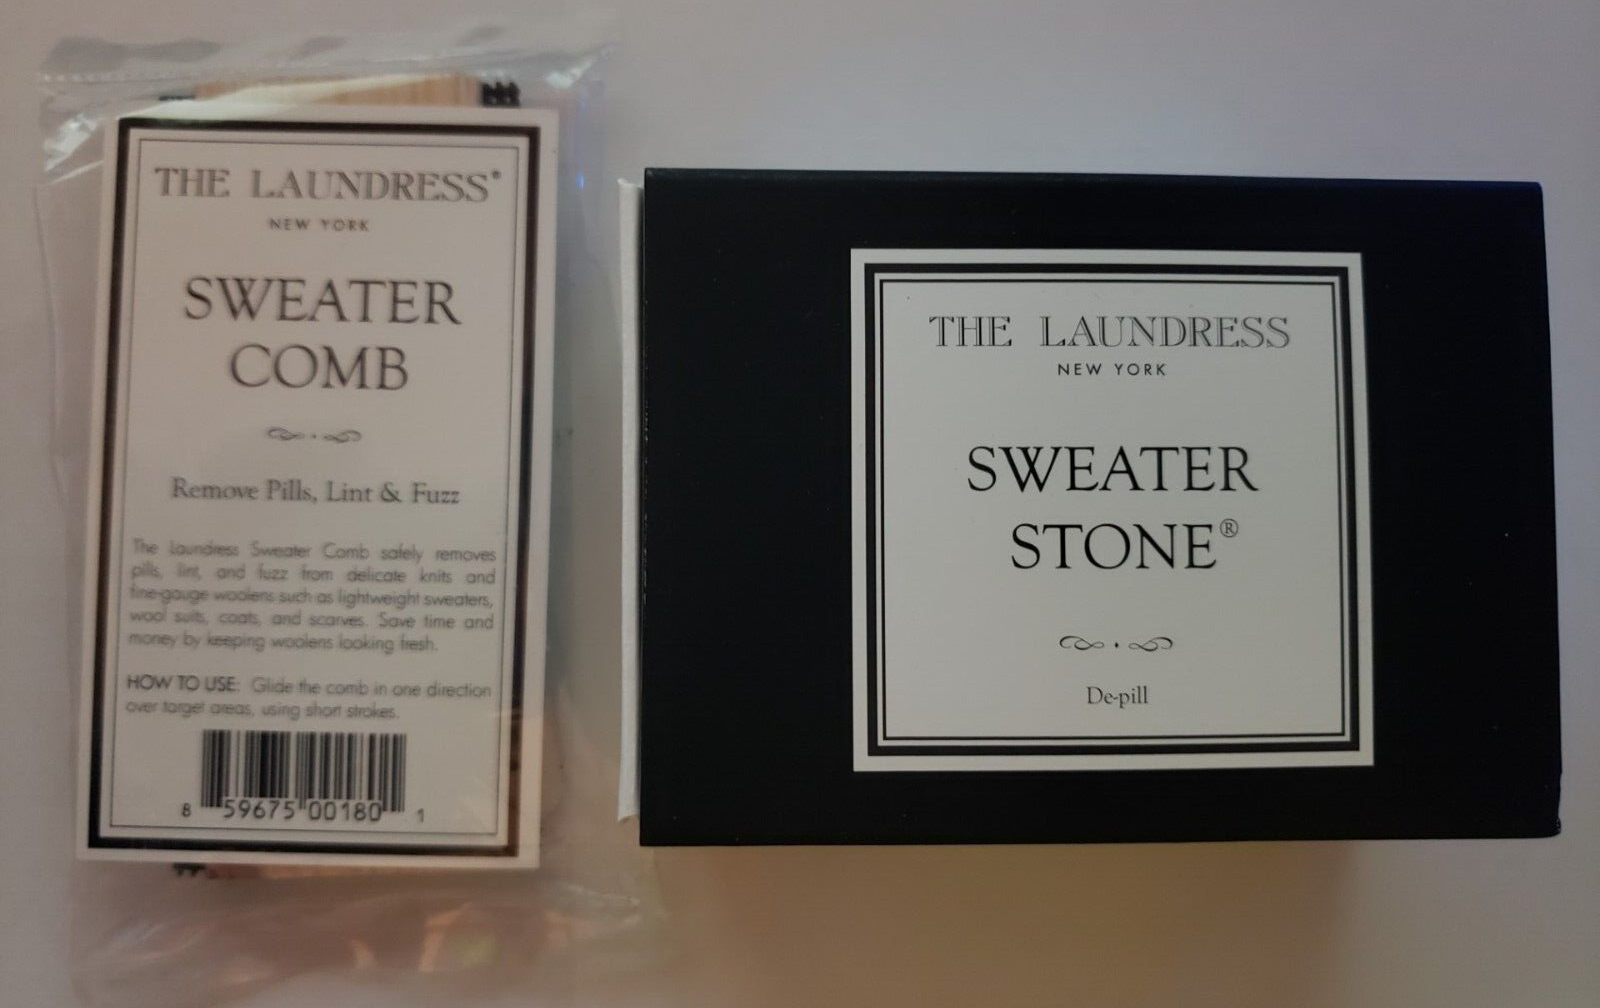 THE LAUNDRESS®
NEW YORK
SWEATER
COMB
Remove Pills, Lint & Fuzz
The Laundress Sweater Comb safely removes
pills, lint, and fuzz from delicate knits and
fine-gauge woolens such as lightweight sweaters,
wool suits, coats, and scarves. Save time and
money by keeping woolens looking fresh.
HOW TO USE: Glide the comb in one direction
over target areas, using short strokes.
8 59675 00180 1
THE LAUNDRESS
NEW YORK
SWEATER
STONE®
De-pill